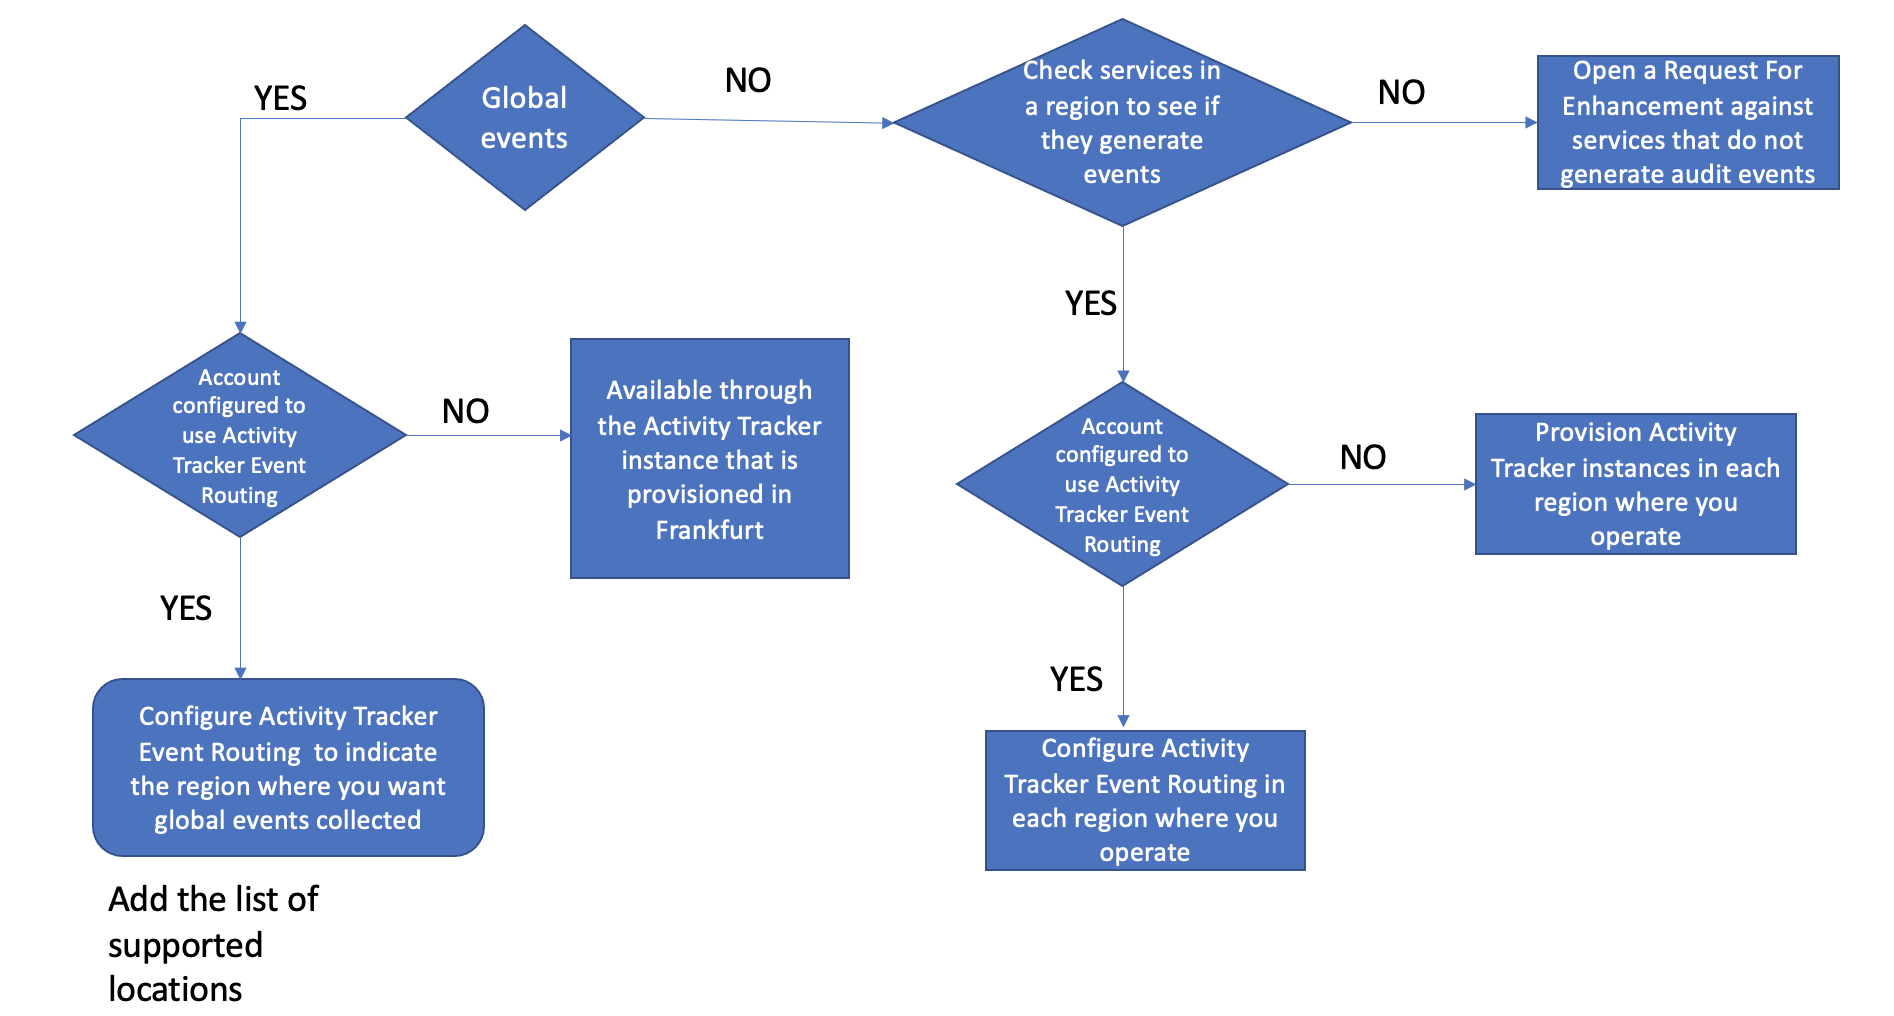 YES
Global
events
NO
Check services in
a region to see if
they generate
events
NO
Open a Request For
Enhancement against
services that do not
generate audit events
YES
Account
configured to
use Activity
Tracker Event
Routing
NO
Available through
the Activity Tracker
instance that is
provisioned in
Frankfurt
Account
configured to
use Activity
Tracker Event
Routing
NO
Provision Activity
Tracker instances in each
region where you
operate
YES
Configure Activity Tracker
Event Routing  to indicate
the region where you want
global events collected
YES
Configure Activity
Tracker Event Routing in
each region where you
operate
Add the list of
supported
locations